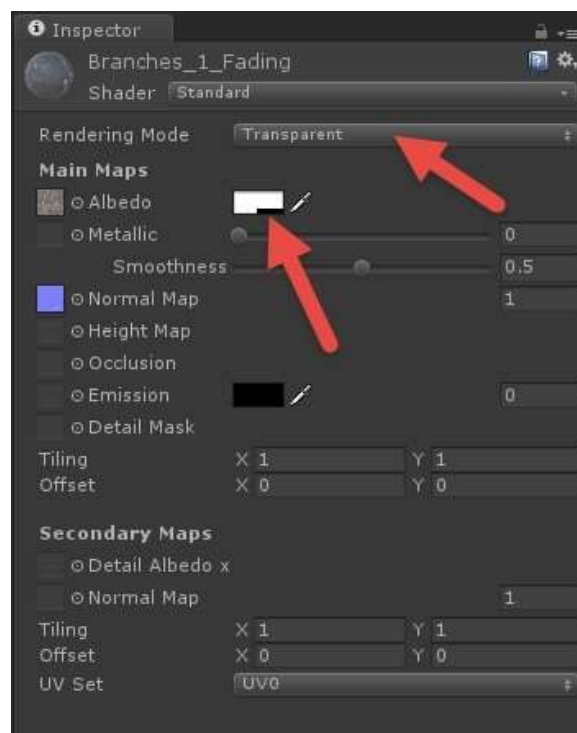 Inspector
Branches_1_Fading
Shader Standard
Rendering Mode Transparent
Main Maps
Albedo
Metallic 0
Smoothness 0.5
Normal Map 1
Height Map
Occlusion
Emission 0
Detail Mask
Tiling X 1 Y 1
Offset X 0 Y 0
Secondary Maps
Detail Albedo x
Normal Map 1
Tiling X 1 Y 1
Offset X 0 Y 0
UV Set UV0